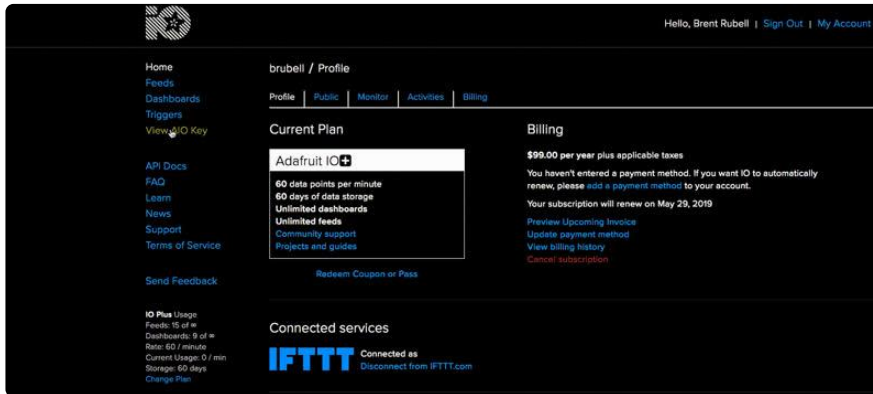 iO
Hello, Brent Rubell | Sign Out | My Account
Home
Feeds
Dashboards
Triggers
View AIO Key
API Docs
FAQ
Learn
News
Support
Terms of Service
Send Feedback
IO Plus Usage
Feeds: 15 of ∞
Dashboards: 9 of ∞
Rate: 60 / minute
Current Usage: 0 / min
Storage: 60 days
Change Plan
brubell / Profile
Profile | Public | Monitor | Activities | Billing
Current Plan
Adafruit IO+
60 data points per minute
60 days of data storage
Unlimited dashboards
Unlimited feeds
Community support
Projects and guides
Redeem Coupon or Pass
Billing
$99.00 per year plus applicable taxes
You haven't entered a payment method. If you want IO to automatically
renew, please add a payment method to your account.
Your subscription will renew on May 29, 2019
Preview Upcoming Invoice
Update payment method
View billing history
Cancel subscription
Connected services
IFTTT
Connected as
Disconnect from IFTTT.com